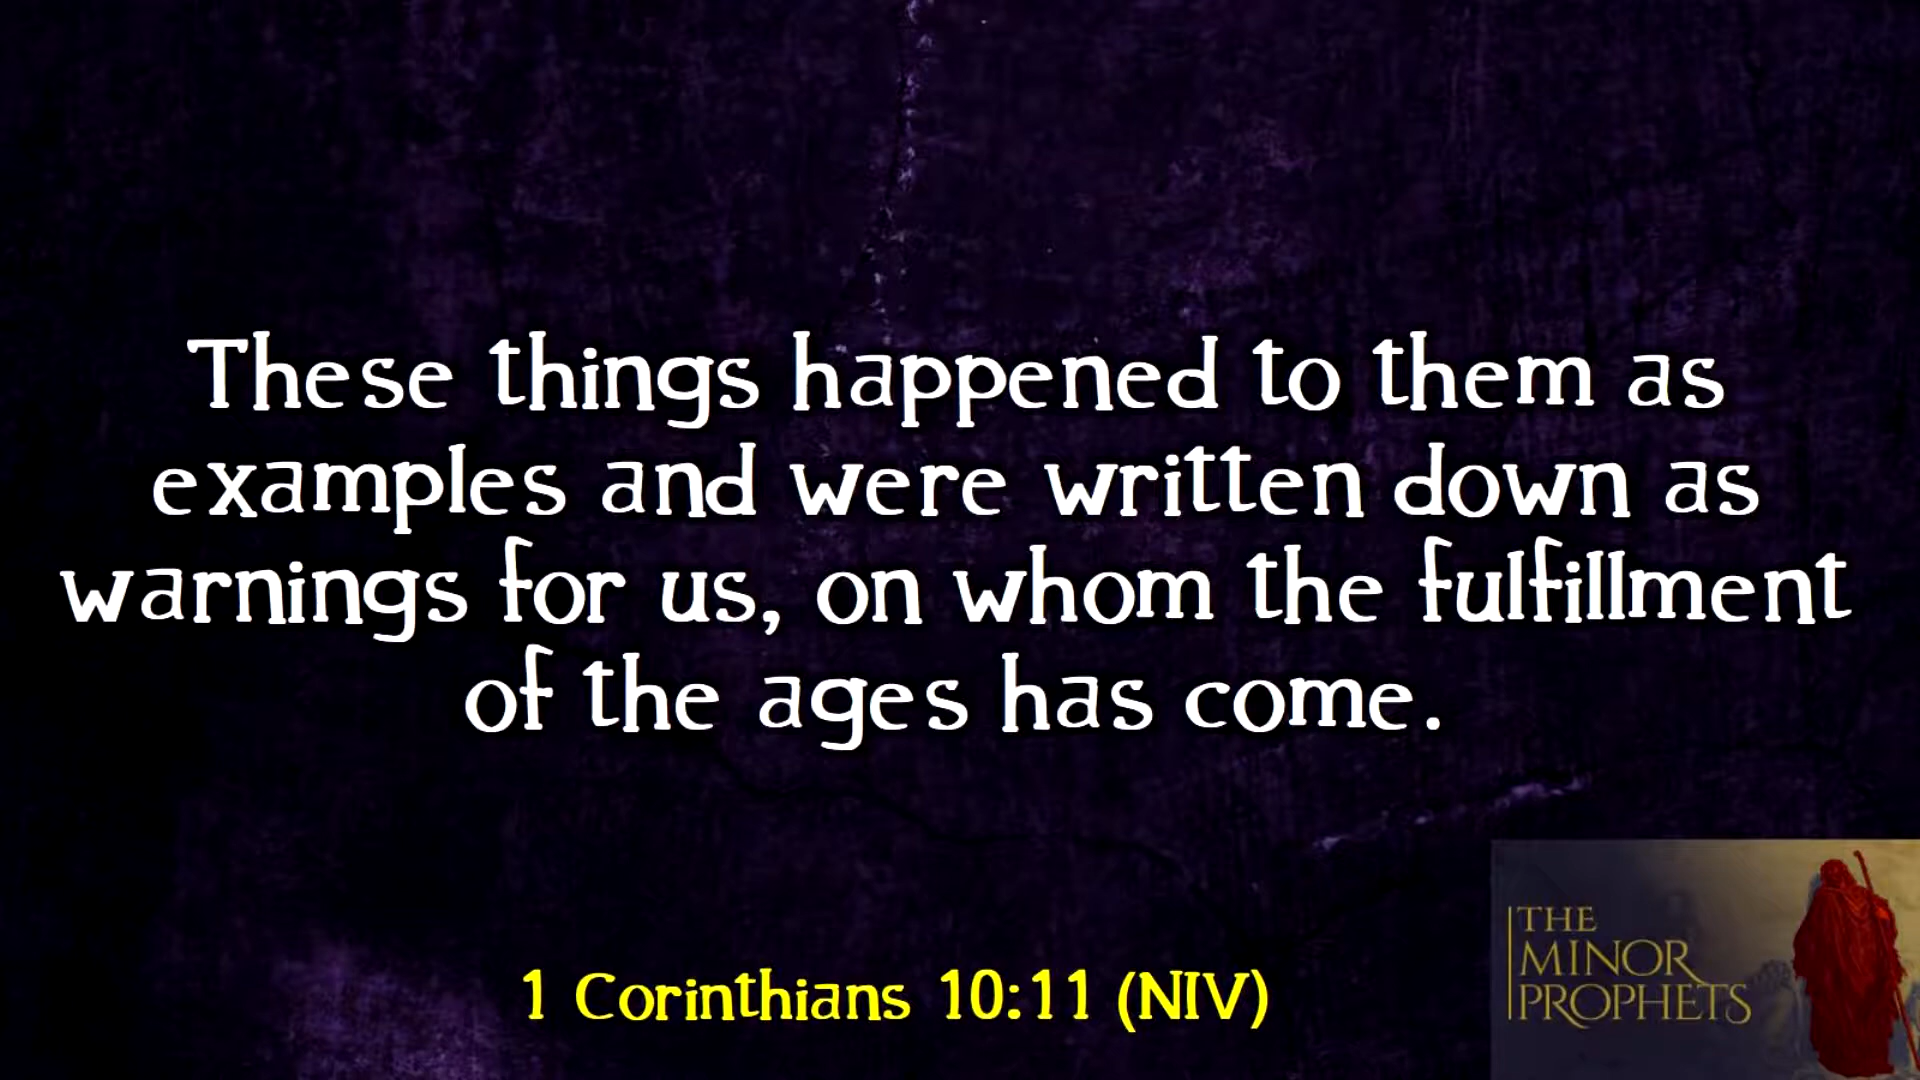 These things happened to them as
examples and were written down as
warnings for us, on whom the fulfillment
of the ages has come.
1 Corinthians 10:11 (NIV)
THE
MINOR
PROPHETS